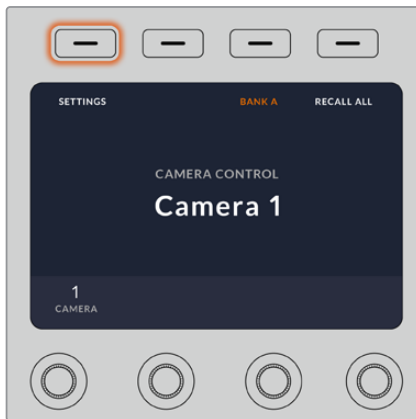 SETTINGS BANK A RECALL ALL
CAMERA CONTROL
Camera 1
1
CAMERA